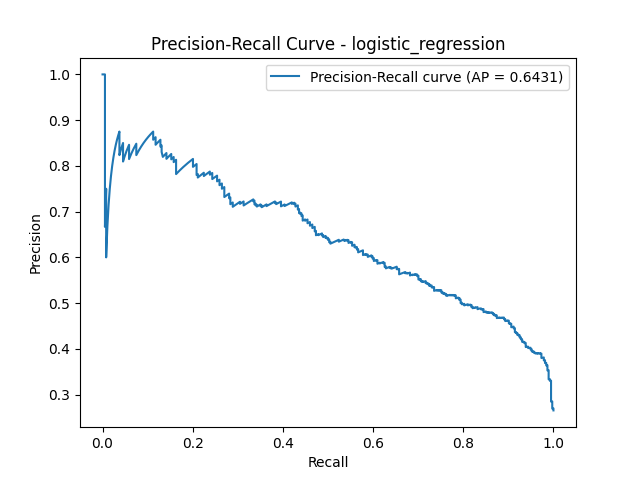 Precision-Recall Curve - logistic_regression
Precision-Recall curve (AP = 0.6431)
1.0
0.9
0.8
0.7
0.6
0.5
0.4
0.3
Precision
0.0 0.2 0.4 0.6 0.8 1.0
Recall